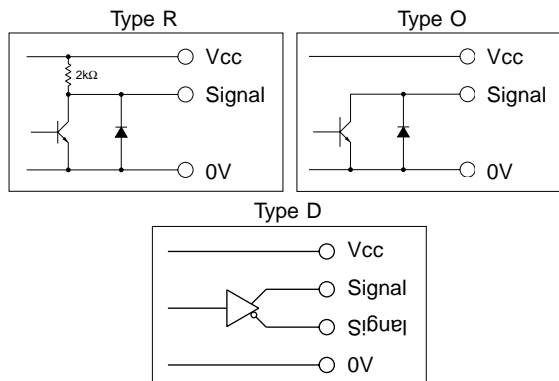 Type R
Vcc
2kΩ
Signal
0V
Type O
Vcc
Signal
0V
Type D
Vcc
Signal
Signal
0V